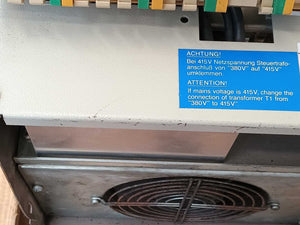 ACHTUNG!
Bei 415V Netzspannung Steuertrafo-
anschluß von "380V" auf "415V"
umklemmen.
ATTENTION!
If mains voltage is 415V, change the
connection of transformer T1 from
"380V" to 415V"